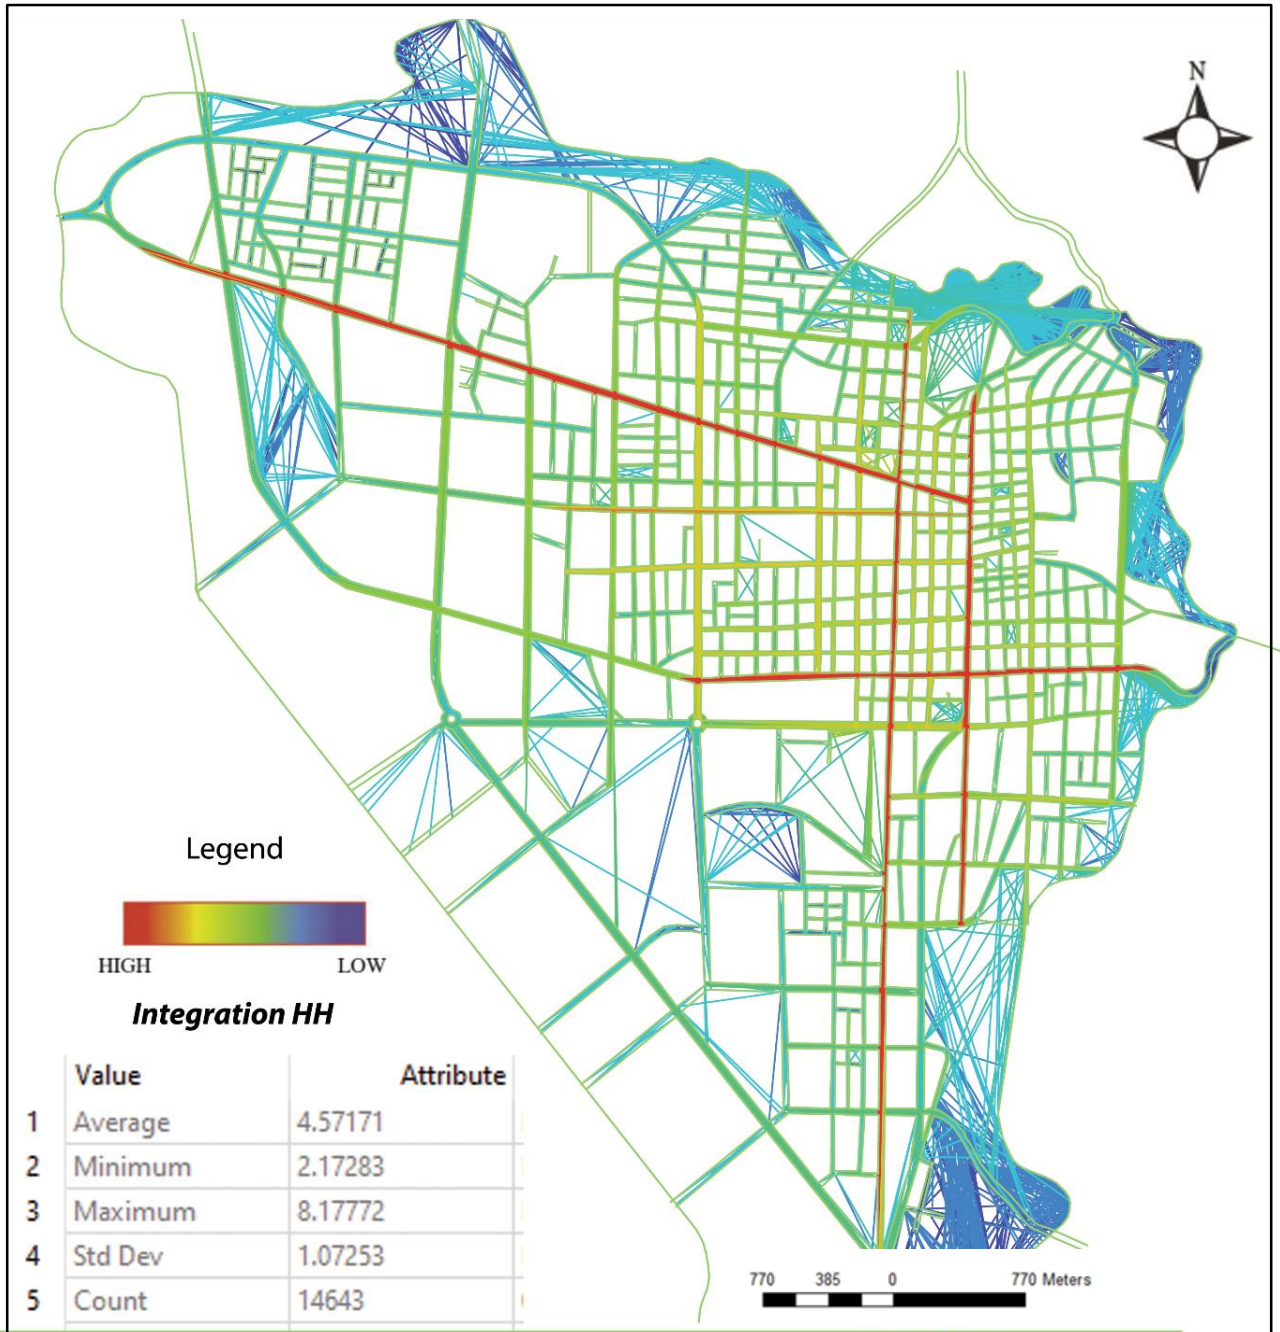 N
Legend
HIGH LOW
Integration HH
Value Attribute
1 Average 4.57171
2 Minimum 2.17283
3 Maximum 8.17772
4 Std Dev 1.07253
5 Count 14643
770 385 0 770 Meters